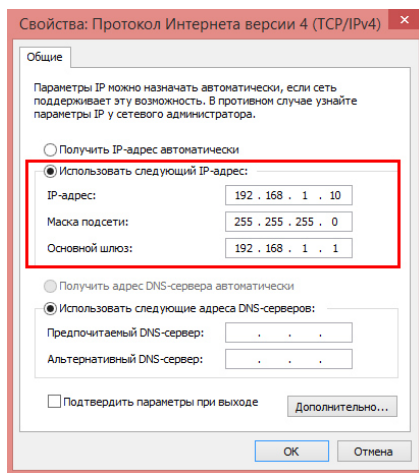 Свойства: Протокол Интернета версии 4 (TCP/IPv4)
Общие
Параметры IP можно назначать автоматически, если сеть
поддерживает эту возможность. В противном случае узнайте
параметры IP у сетевого администратора.
Получить IP-адрес автоматически
Использовать следующий IP-адрес:
IP-адрес: 192 . 168 . 1 . 10
Маска подсети: 255 . 255 . 255 . 0
Основной шлюз: 192 . 168 . 1 . 1
Получить адрес DNS-сервера автоматически
Использовать следующие адреса DNS-серверов:
Предпочитаемый DNS-сервер: . . .
Альтернативный DNS-сервер: . . .
Подтвердить параметры при выходе
Дополнительно...
ОК Отмена